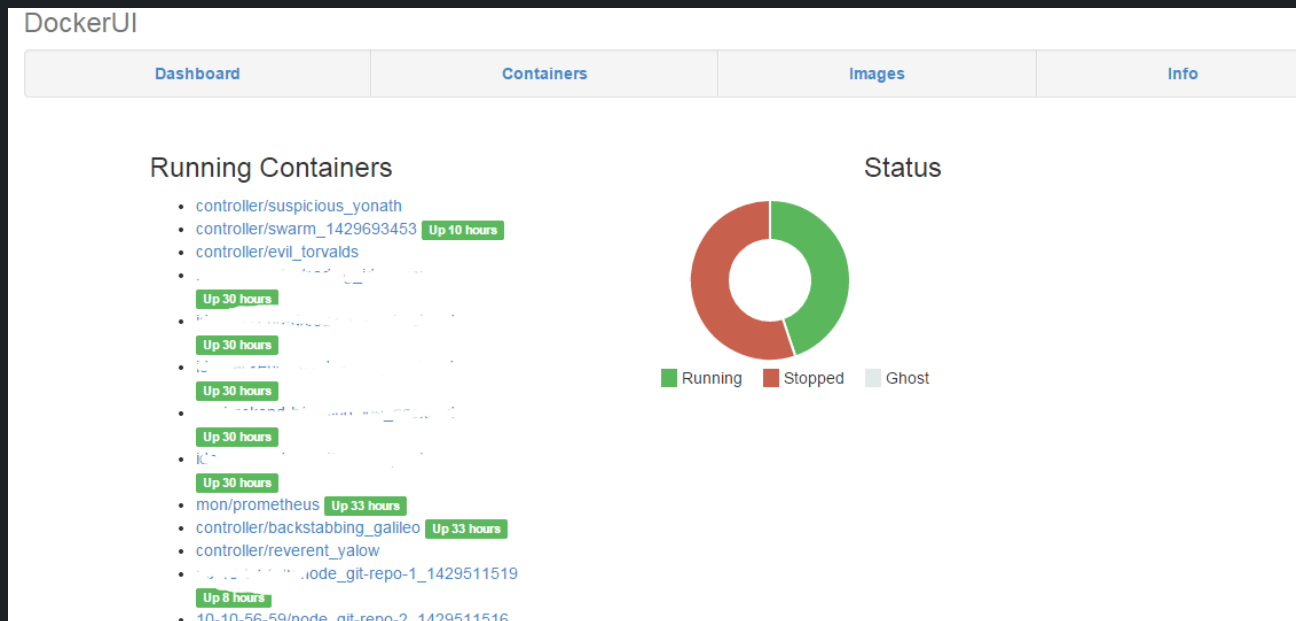 DockerUI
Dashboard Containers Images Info
Running Containers
controller/suspicious_yonath
controller/swarm_1429693453 Up 10 hours
controller/evil_torvalds
Up 30 hours
Up 30 hours
Up 30 hours
Up 30 hours
Up 30 hours
mon/prometheus Up 33 hours
controller/backstabbing_galileo Up 33 hours
controller/reverent_yalow
node_git-repo-1_1429511519
Up 8 hours
10-10-56-59/node_git-repo-2_1429511516
Status
Running Stopped Ghost